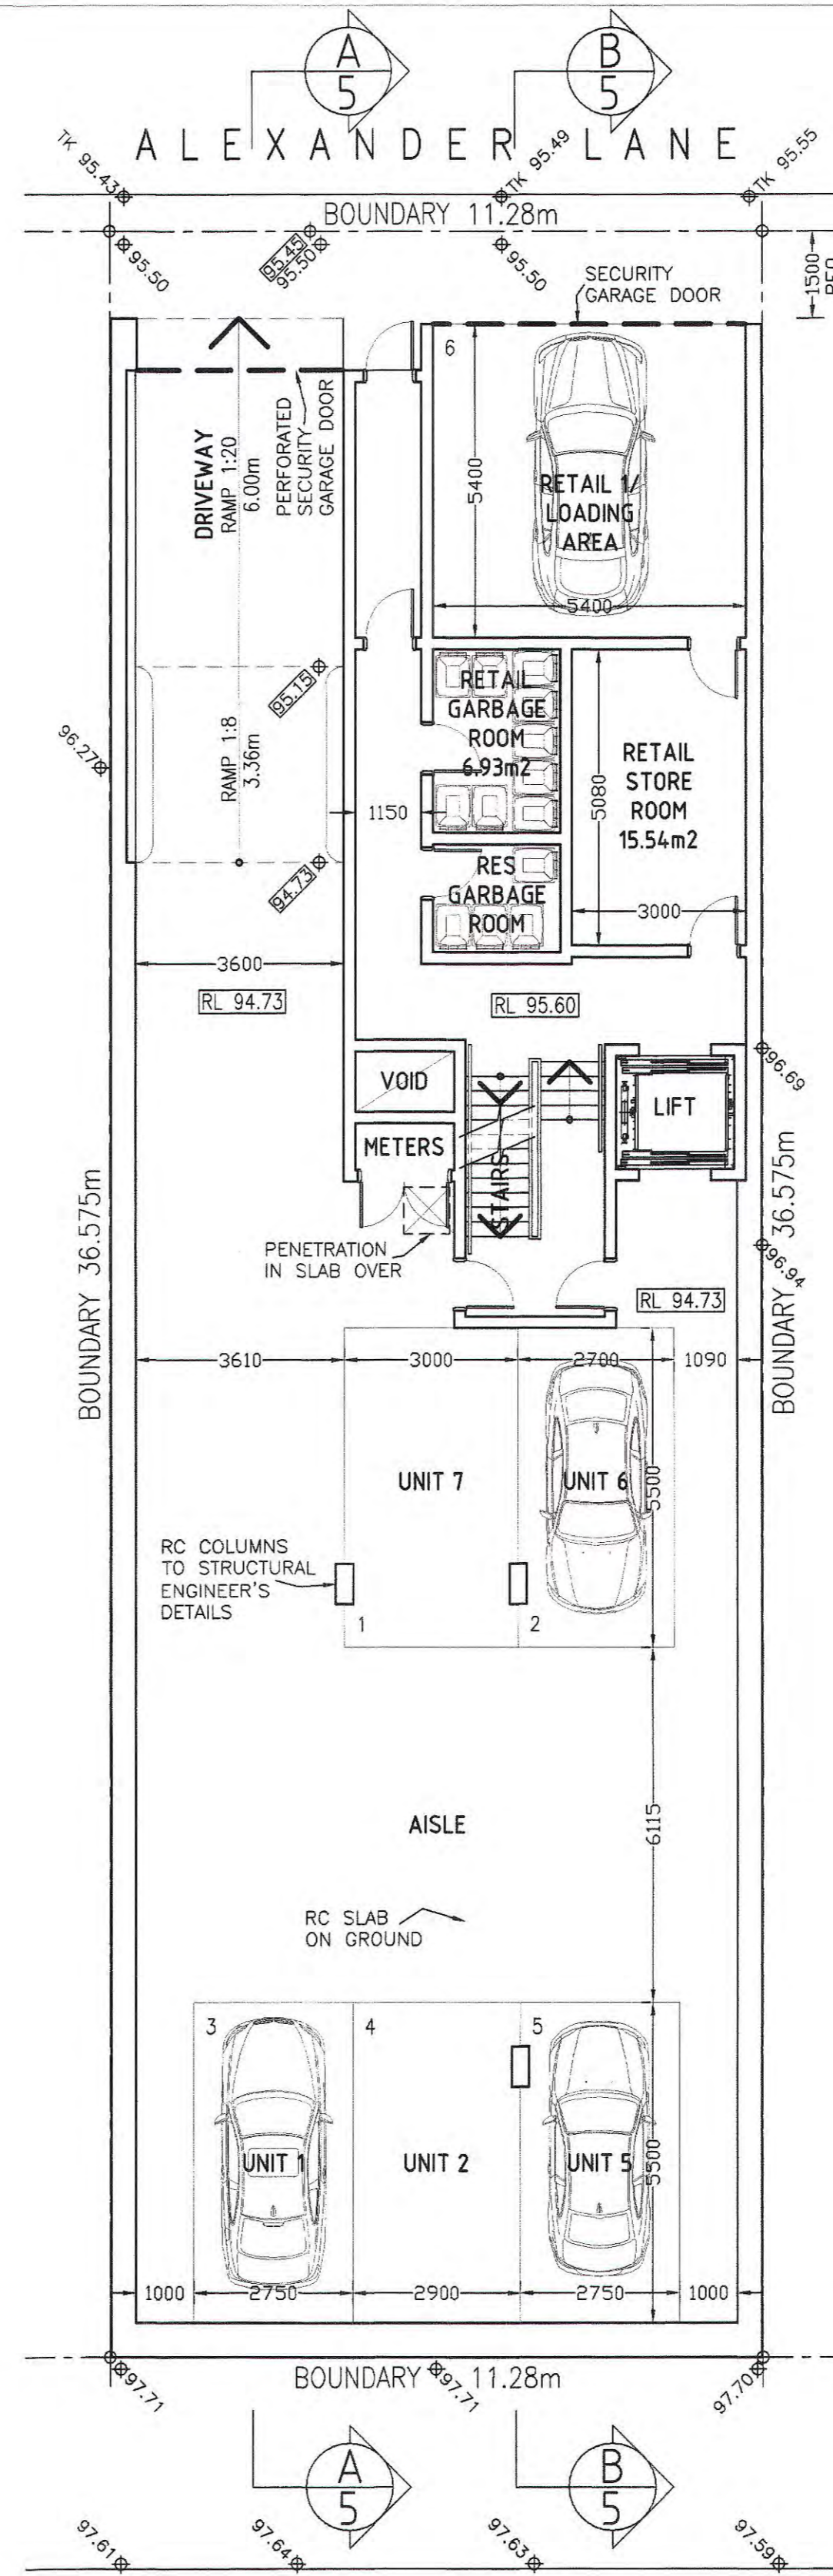 A
5
B
5
ALEXANDER LANE
TK 95.43
TK 95.49
TK 95.55
BOUNDARY 11.28m
95.50
95.45
95.50
95.50
1500
SECURITY
GARAGE DOOR
6
DRIVEWAY
RAMP 1:20
6.00m
PERFORATED
SECURITY
GARAGE DOOR
5400
RETAIL 1/
LOADING
AREA
5400
95.15
96.27
RAMP 1:8
3.36m
1150
RETAIL
GARBAGE
ROOM
6.93m2
5080
RETAIL
STORE
ROOM
15.54m2
94.73
RES
GARBAGE
ROOM
3000
3600
RL 94.73
RL 95.60
VOID
METERS
STAIRS
LIFT
96.69
BOUNDARY 36.575m
BOUNDARY 36.575m
96.94
PENETRATION
IN SLAB OVER
RL 94.73
3610
3000
2700
1090
UNIT 7
UNIT 6
5500
RC COLUMNS
TO STRUCTURAL
ENGINEER'S
DETAILS
1
2
AISLE
6115
RC SLAB
ON GROUND
3
4
5
UNIT 1
UNIT 2
UNIT 5
5500
1000
2750
2900
2750
1000
BOUNDARY 11.28m
97.71
97.71
97.70
A
5
B
5
97.61
97.64
97.63
97.59